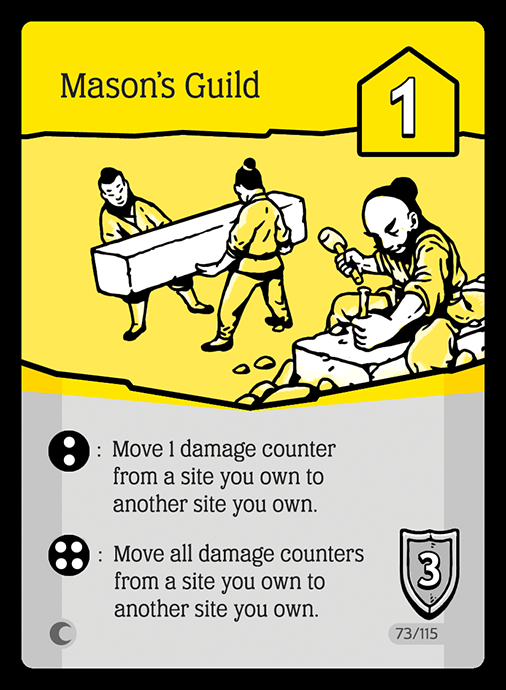 Mason's Guild
1
: Move 1 damage counter
from a site you own to
another site you own.
: Move all damage counters
from a site you own to
another site you own.
3
73/115